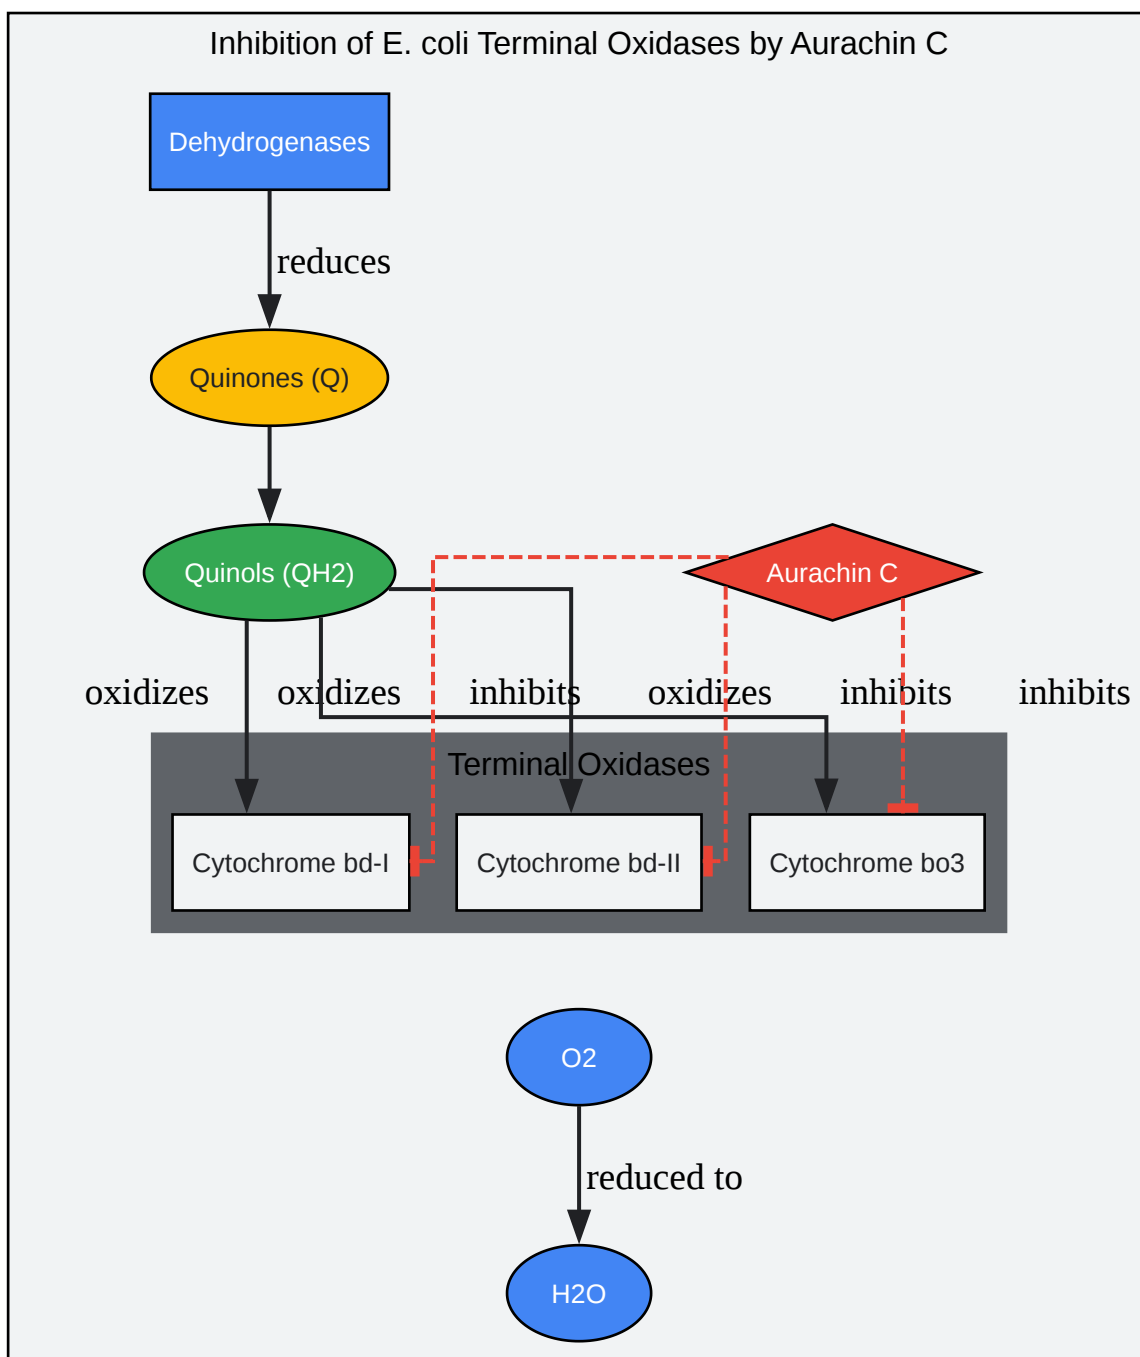 Inhibition of E. coli Terminal Oxidases by Aurachin C
Dehydrogenases
reduces
Quinones (Q)
Quinols (QH2)
Aurachin C
oxidizes
oxidizes
inhibits
oxidizes
inhibits
inhibits
Terminal Oxidases
Cytochrome bd-I
Cytochrome bd-II
Cytochrome bo3
O2
reduced to
H2O